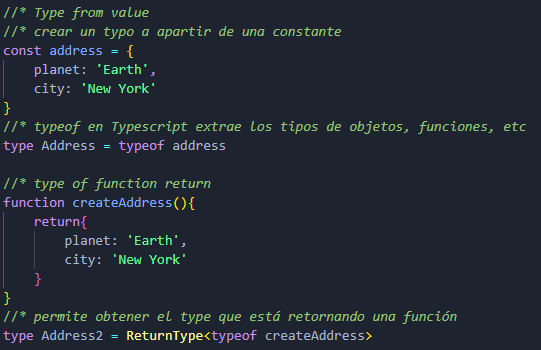 //* Type from value
//* crear un typo a apartir de una constante
const address = {
    planet: 'Earth',
    city: 'New York'
}
//* typeof en Typescript extrae los tipos de objetos, funciones, etc
type Address = typeof address

//* type of function return
function createAddress(){
    return{
        planet: 'Earth',
        city: 'New York'
    }
}
//* permite obtener el type que está retornando una función
type Address2 = ReturnType<typeof createAddress>